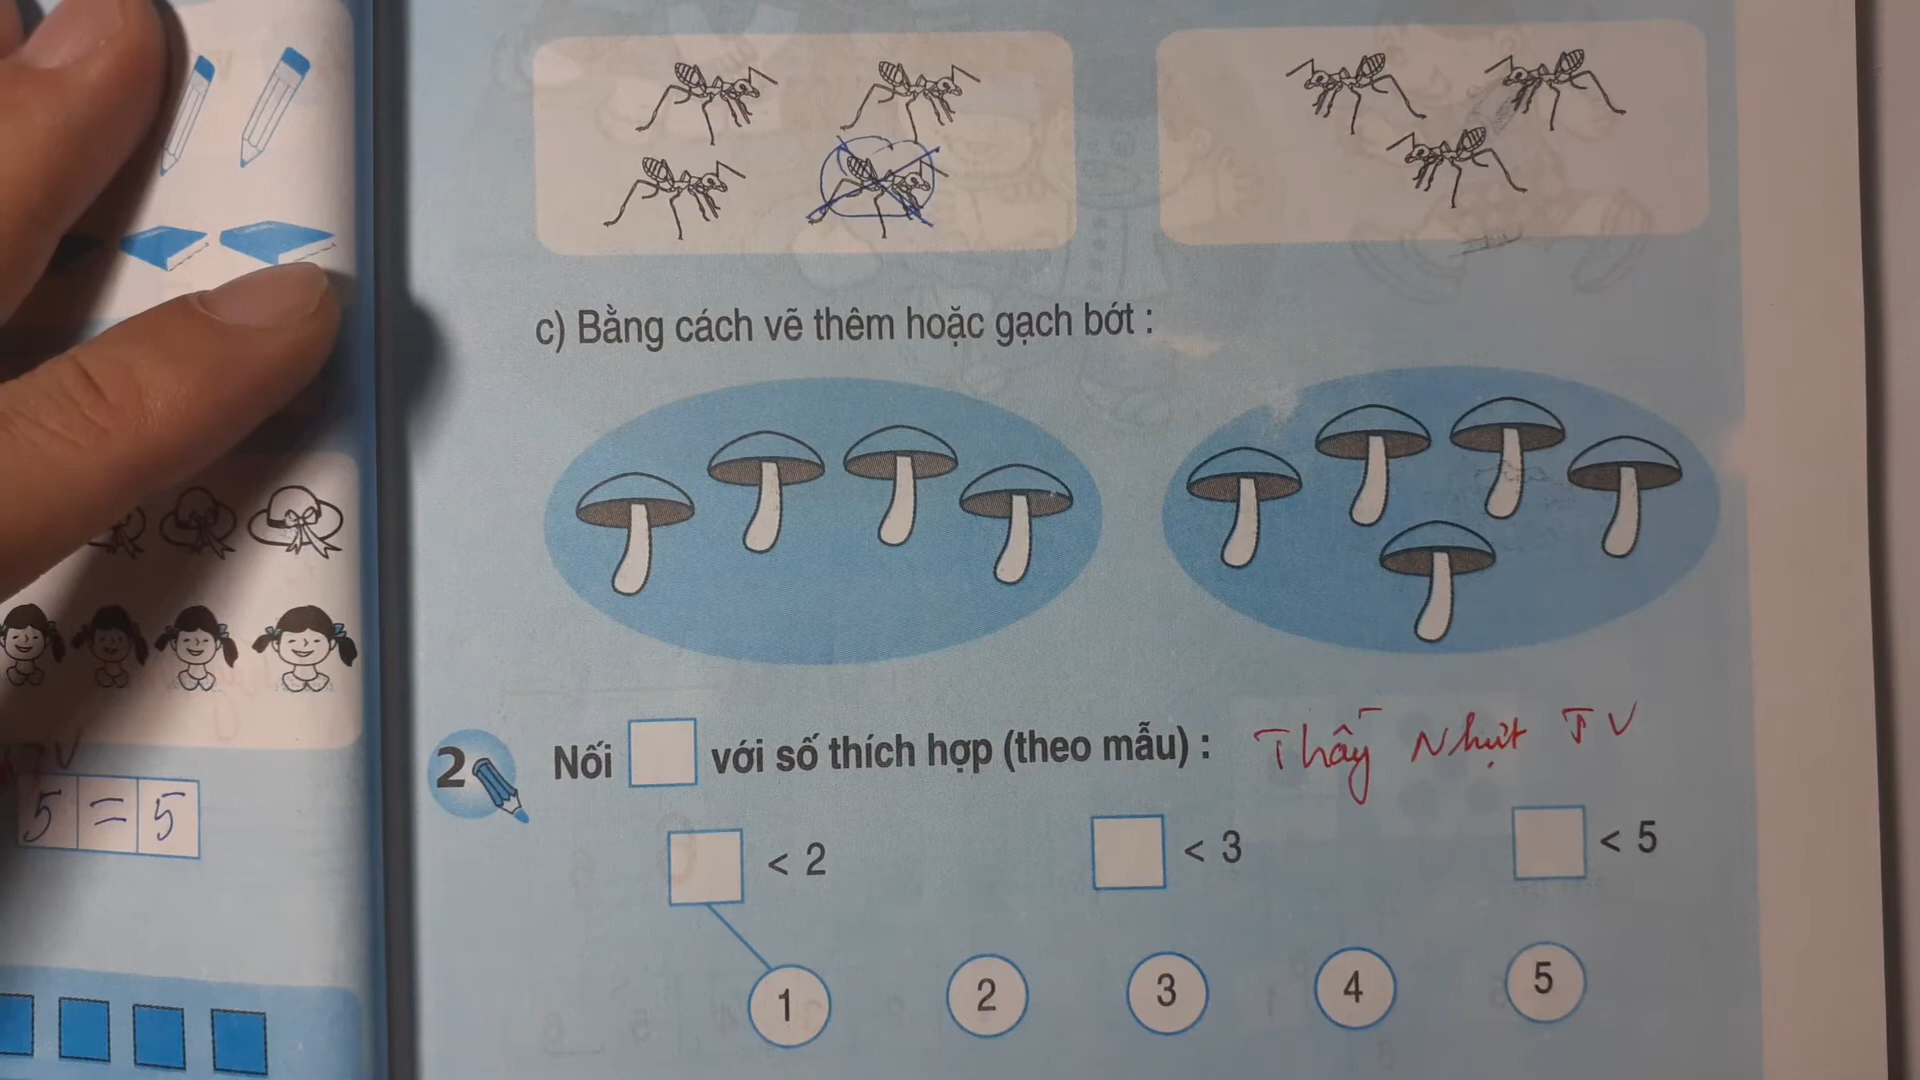 c) Bằng cách vẽ thêm hoặc gạch bớt :
2 Nối với số thích hợp (theo mẫu) : Thầy Nhựt TV
< 2 < 3 < 5
1 2 3 4 5
TV
5 = 5